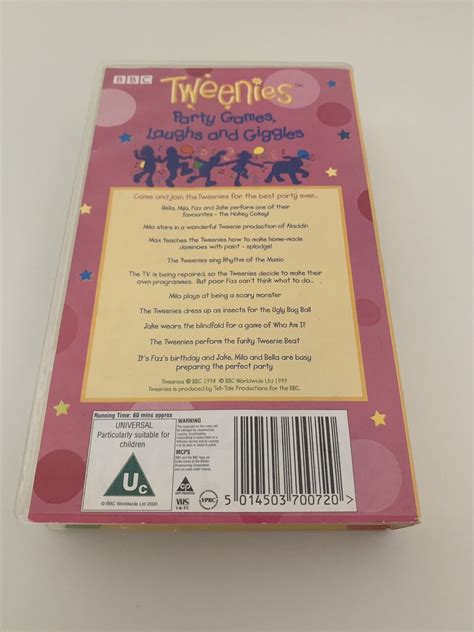 BBC
Tweenies™
Party Games,
Laughs and Giggles
Come and join the Tweenies for the best party ever...
Bella, Milo, Fizz and Jake perform one of their
favourites - the Hokey Cokey!
Milo stars in a wonderful Tweenie production of Aladdin
Max teaches the Tweenies how to make home-made
dominoes with paint - splodge!
The Tweenies sing Rhythm of the Music
The TV is being repaired, so the Tweenies decide to make their
own programmes. But poor Fizz can't think what to do...
Milo plays at being a scary monster
The Tweenies dress up as insects for the Ugly Bug Ball
Jake wears the blindfold for a game of Who Am I?
The Tweenies perform the funky Tweenie Beat
It's Fizz's birthday and Jake, Milo and Bella are busy
preparing the perfect party
Tweenies © BBC 1998 © BBC Worldwide Ltd 1999
Tweenies is produced by Tell-Tale Productions for BBC
Running Time: 60 mins approx
UNIVERSAL
Particularly suitable for
children
Uc
© BBC Worldwide Ltd 2000
WARNING
MCPS
VHS
VPRC
5 014503 700720 >